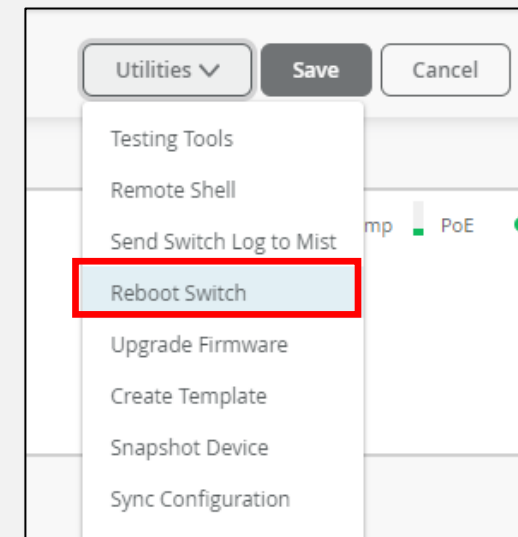 Utilities Save Cancel
Testing Tools
Remote Shell
Send Switch Log to Mist
mp PoE
Reboot Switch
Upgrade Firmware
Create Template
Snapshot Device
Sync Configuration